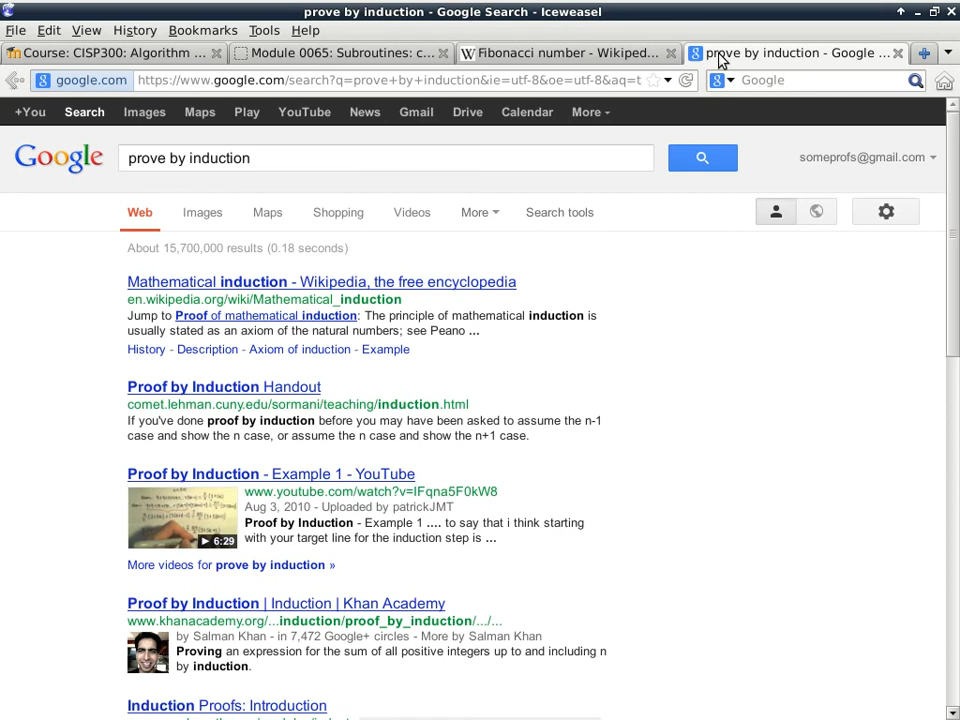 prove by induction - Google Search - Iceweasel
File Edit View History Bookmarks Tools Help
Course: CISP300: Algorithm ...
Module 0065: Subroutines: c...
Fibonacci number - Wikiped...
prove by induction - Google ...
google.com
https://www.google.com/search?q=prove+by+induction&ie=utf-8&oe=utf-8&aq=t
Google
+You Search Images Maps Play YouTube News Gmail Drive Calendar More
Google
prove by induction
someprofs@gmail.com
Web Images Maps Shopping Videos More Search tools
About 15,700,000 results (0.18 seconds)
Mathematical induction - Wikipedia, the free encyclopedia
en.wikipedia.org/wiki/Mathematical_induction
Jump to Proof of mathematical induction: The principle of mathematical induction is
usually stated as an axiom of the natural numbers; see Peano ...
History - Description - Axiom of induction - Example
Proof by Induction Handout
comet.lehman.cuny.edu/sormani/teaching/induction.html
If you've done proof by induction before you may have been asked to assume the n-1
case and show the n case, or assume the n case and show the n+1 case.
Proof by Induction - Example 1 - YouTube
www.youtube.com/watch?v=IFqna5F0kW8
Aug 3, 2010 - Uploaded by patrickJMT
Proof by Induction - Example 1 .... to say that i think starting
with your target line for the induction step is ...
6:29
More videos for prove by induction »
Proof by Induction | Induction | Khan Academy
www.khanacademy.org/...induction/proof_by_induction/.../...
by Salman Khan - in 7,472 Google+ circles - More by Salman Khan
Proving an expression for the sum of all positive integers up to and including n
by induction.
Induction Proofs: Introduction